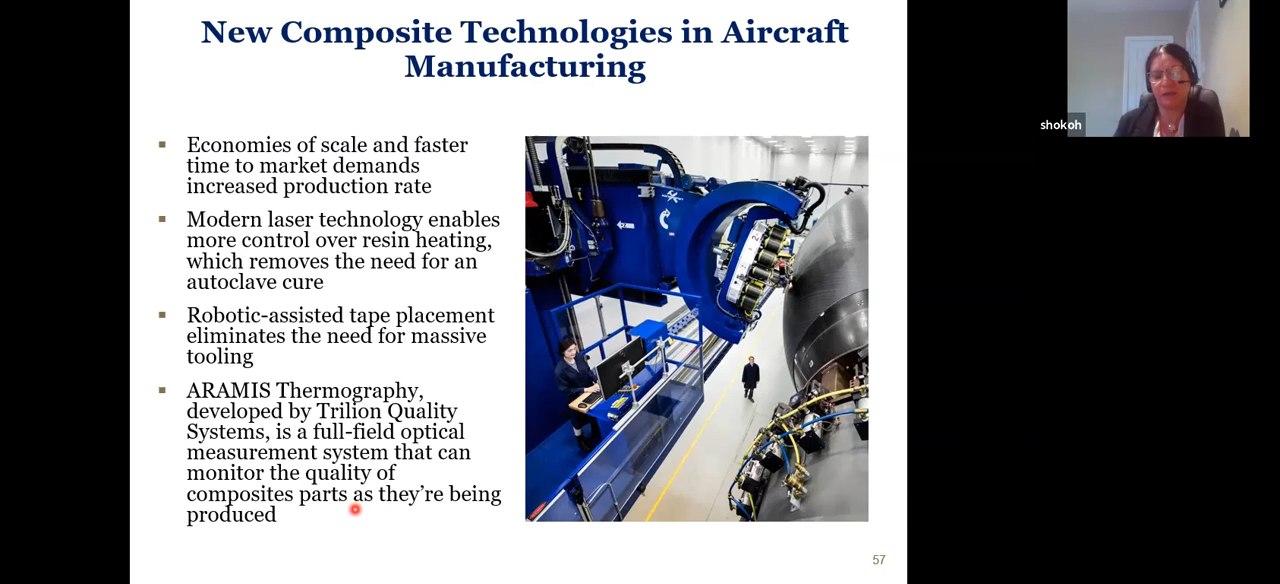 New Composite Technologies in Aircraft
Manufacturing
shokoh
▪ Economies of scale and faster
time to market demands
increased production rate
▪ Modern laser technology enables
more control over resin heating,
which removes the need for an
autoclave cure
▪ Robotic-assisted tape placement
eliminates the need for massive
tooling
▪ ARAMIS Thermography,
developed by Trilion Quality
Systems, is a full-field optical
measurement system that can
monitor the quality of
composites parts as they’re being
produced
57